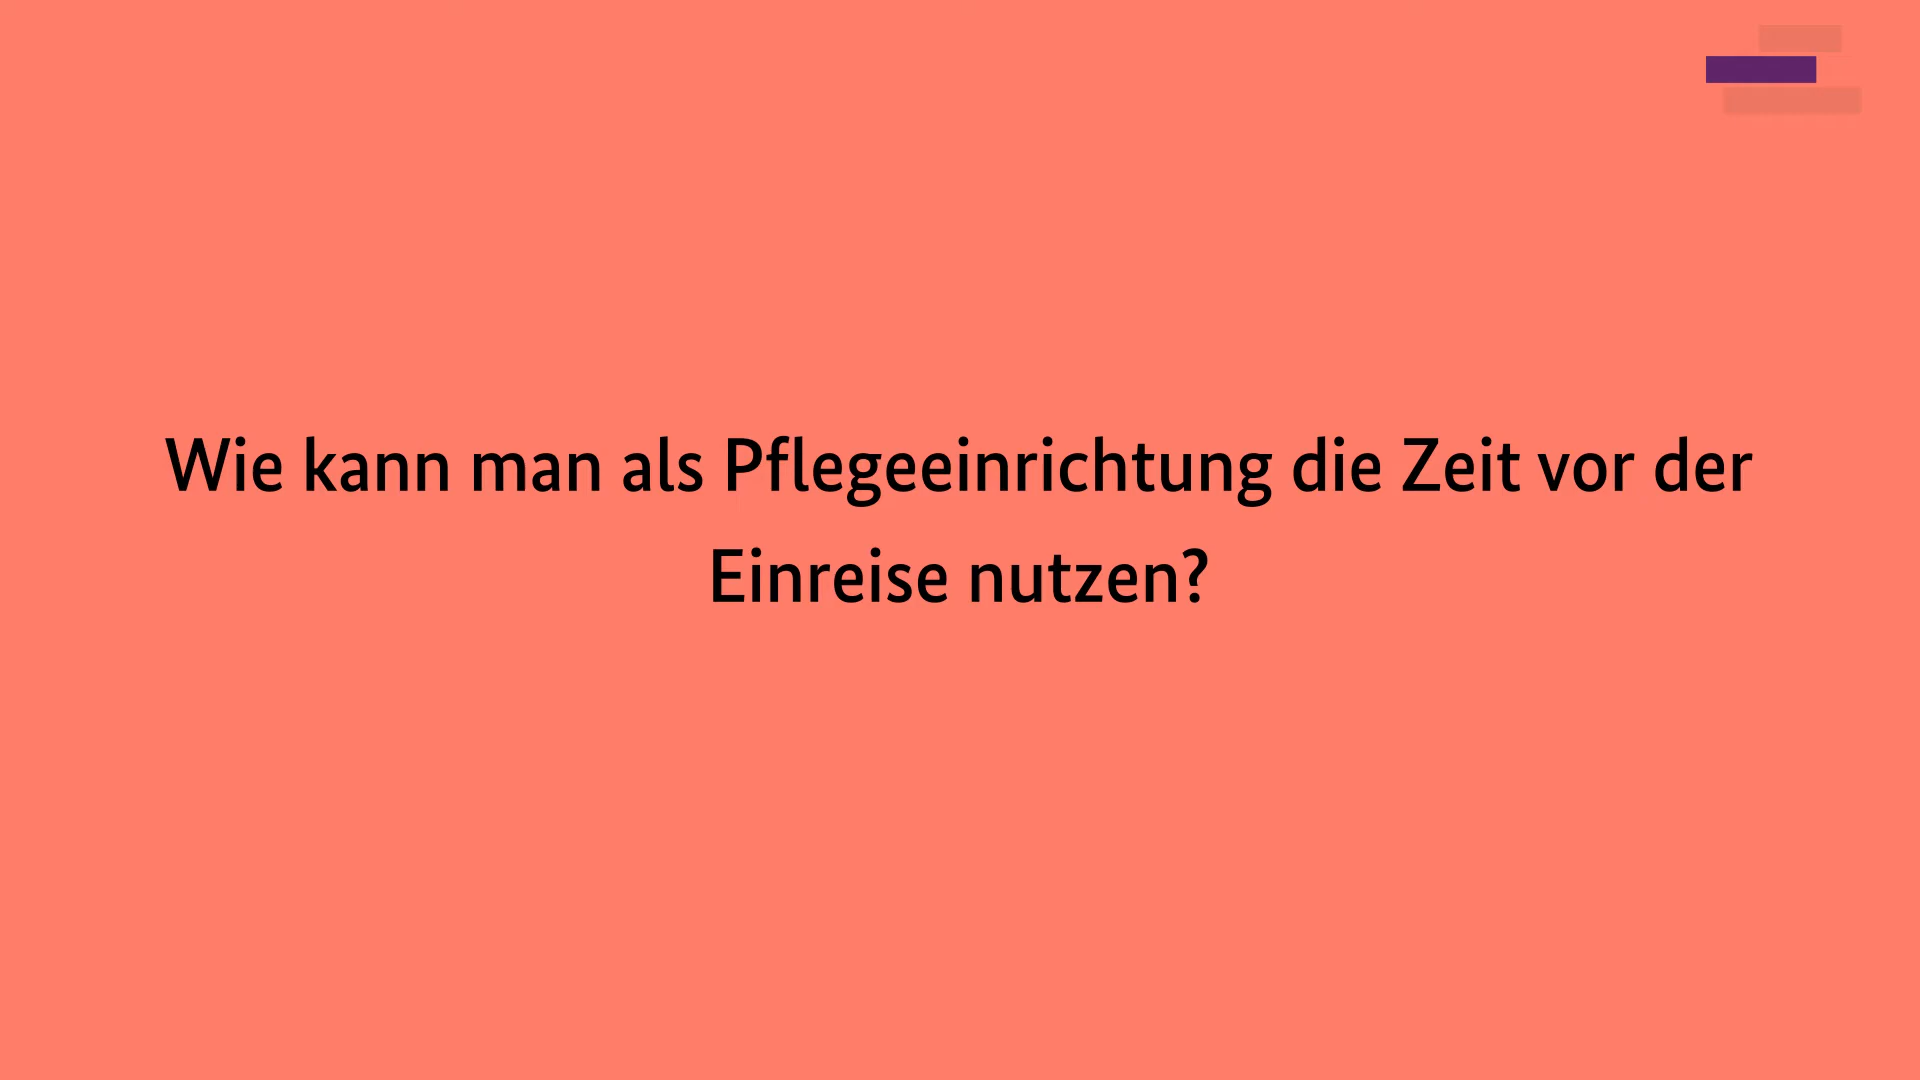 Wie kann man als Pflegeeinrichtung die Zeit vor der
Einreise nutzen?